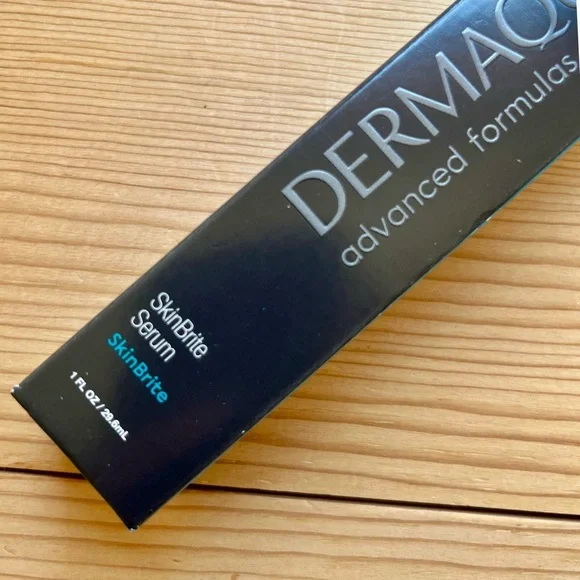 DERMAQ
advanced formulas
SkinBrite
Serum
SkinBrite
1 FL OZ / 29.6mL